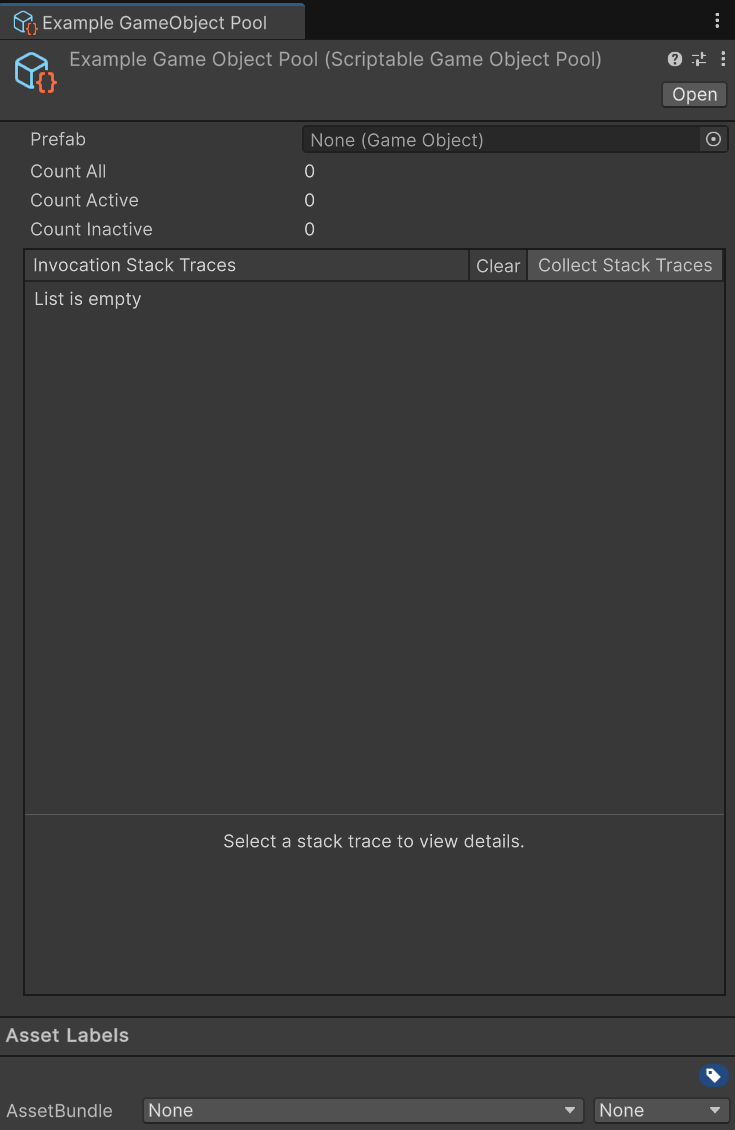 Example GameObject Pool
Example Game Object Pool (Scriptable Game Object Pool)
Open
Prefab None (Game Object)
Count All 0
Count Active 0
Count Inactive 0
Invocation Stack Traces Clear Collect Stack Traces
List is empty
Select a stack trace to view details.
Asset Labels
AssetBundle None None